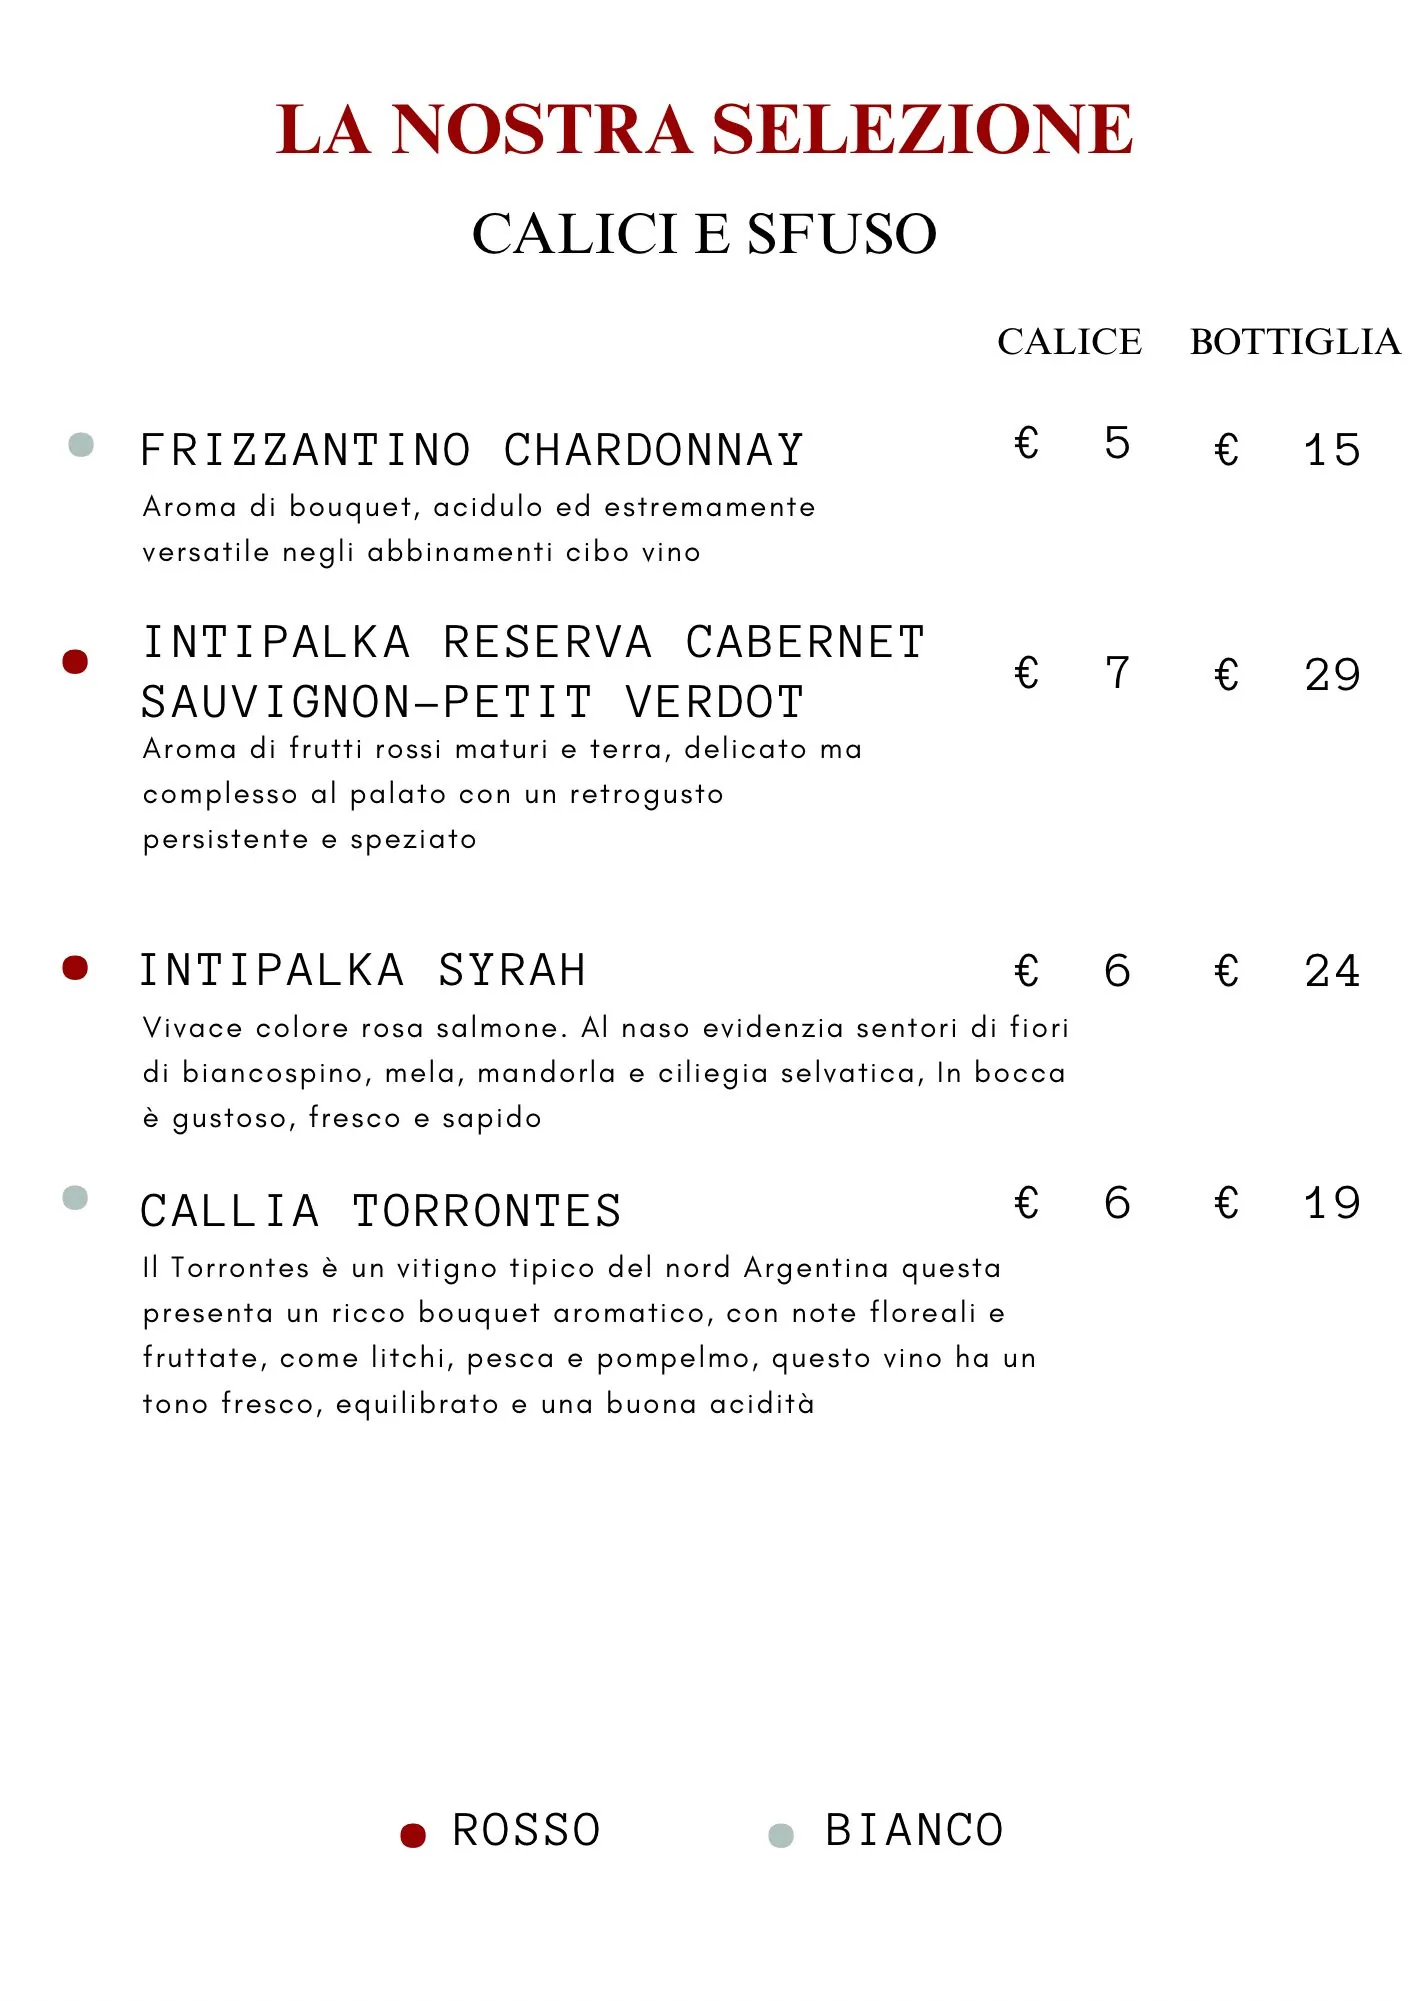 LA NOSTRA SELEZIONE
CALICI E SFUSO
CALICE BOTTIGLIA
FRIZZANTINO CHARDONNAY € 5 € 15
Aroma di bouquet, acidulo ed estremamente
versatile negli abbinamenti cibo vino
INTIPALKA RESERVA CABERNET
SAUVIGNON-PETIT VERDOT € 7 € 29
Aroma di frutti rossi maturi e terra, delicato ma
complesso al palato con un retrogusto
persistente e speziato
INTIPALKA SYRAH € 6 € 24
Vivace colore rosa salmone. Al naso evidenzia sentori di fiori
di biancospino, mela, mandorla e ciliegia selvatica, In bocca
è gustoso, fresco e sapido
CALLIA TORRONTES € 6 € 19
Il Torrontes è un vitigno tipico del nord Argentina questa
presenta un ricco bouquet aromatico, con note floreali e
fruttate, come litchi, pesca e pompelmo, questo vino ha un
tono fresco, equilibrato e una buona acidità
ROSSO BIANCO